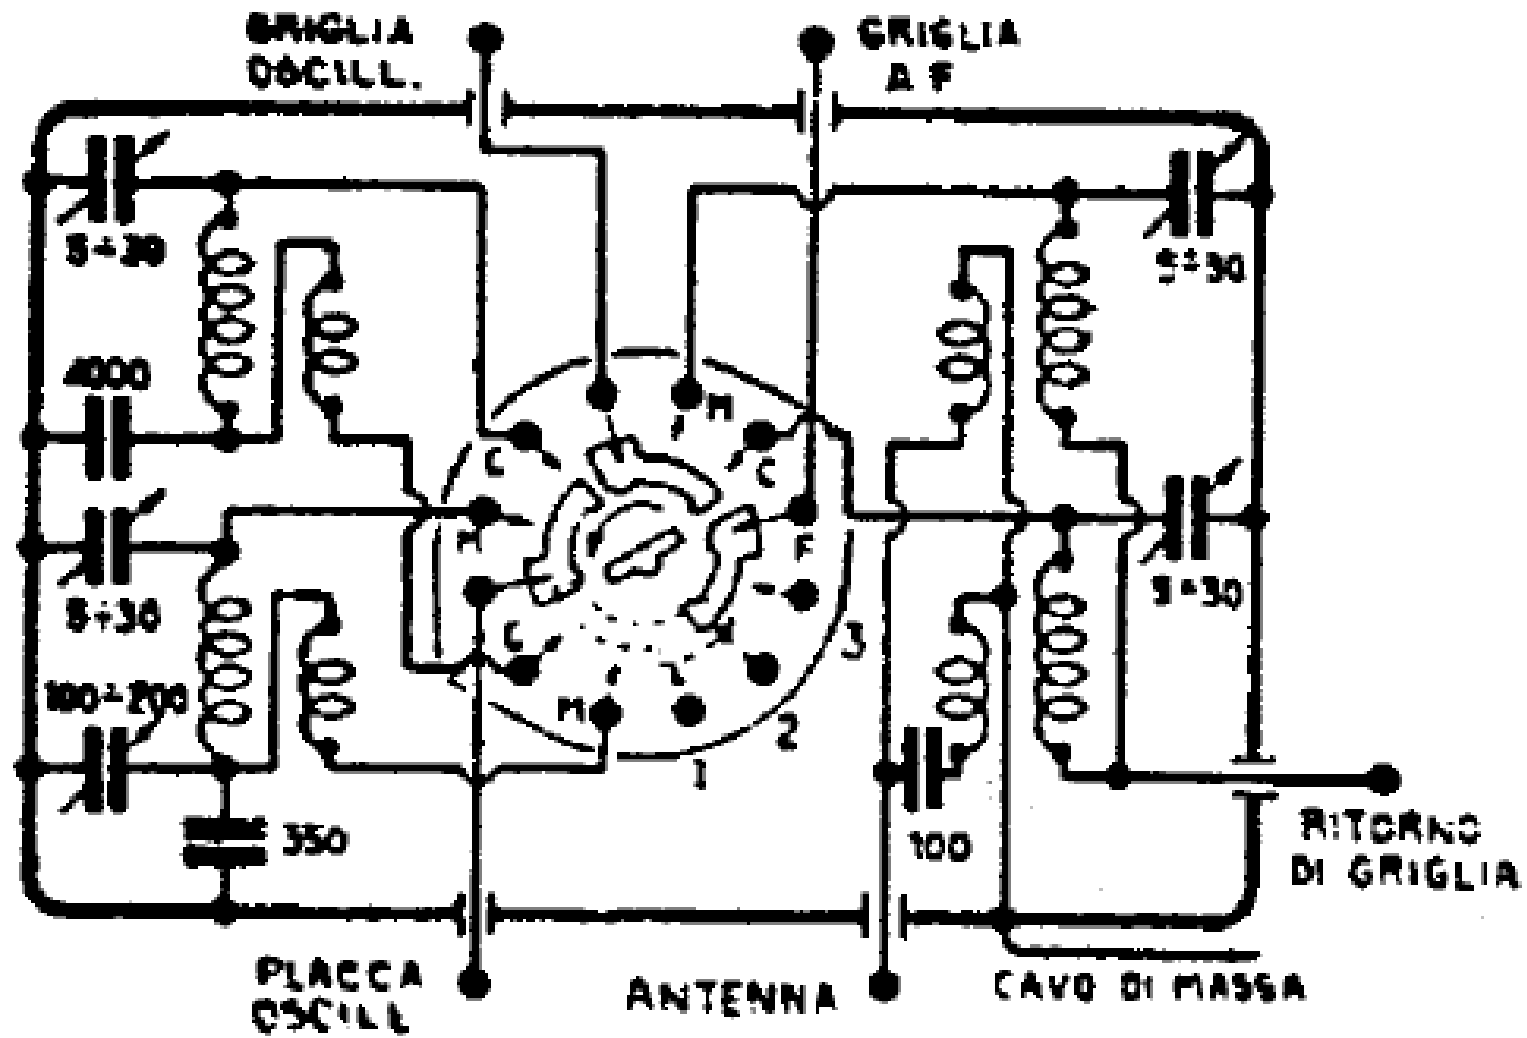 GRIGLIA
OSCILL.
GRIGLIA
A F
5÷30
5÷30
4000
M
C
C
M
F
5÷30
5÷30
3
C
100÷200
M
2
1
350
100
RITORNO
DI GRIGLIA
PLACCA
OSCILL
ANTENNA
CAVO DI MASSA